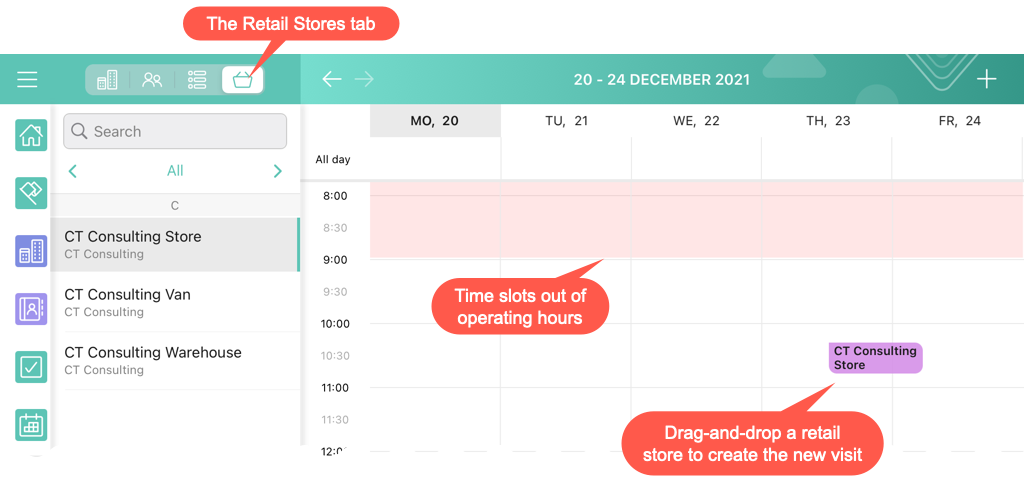 The Retail Stores tab
20 - 24 DECEMBER 2021
MO, 20
TU, 21
WE, 22
TH, 23
FR, 24
Search
All day
All
8:00
C
8:30
CT Consulting Store
CT Consulting
9:00
9:30
CT Consulting Van
CT Consulting
Time slots out of
operating hours
10:00
10:30
CT Consulting Warehouse
CT Consulting
CT Consulting
Store
11:00
11:30
Drag-and-drop a retail
store to create the new visit